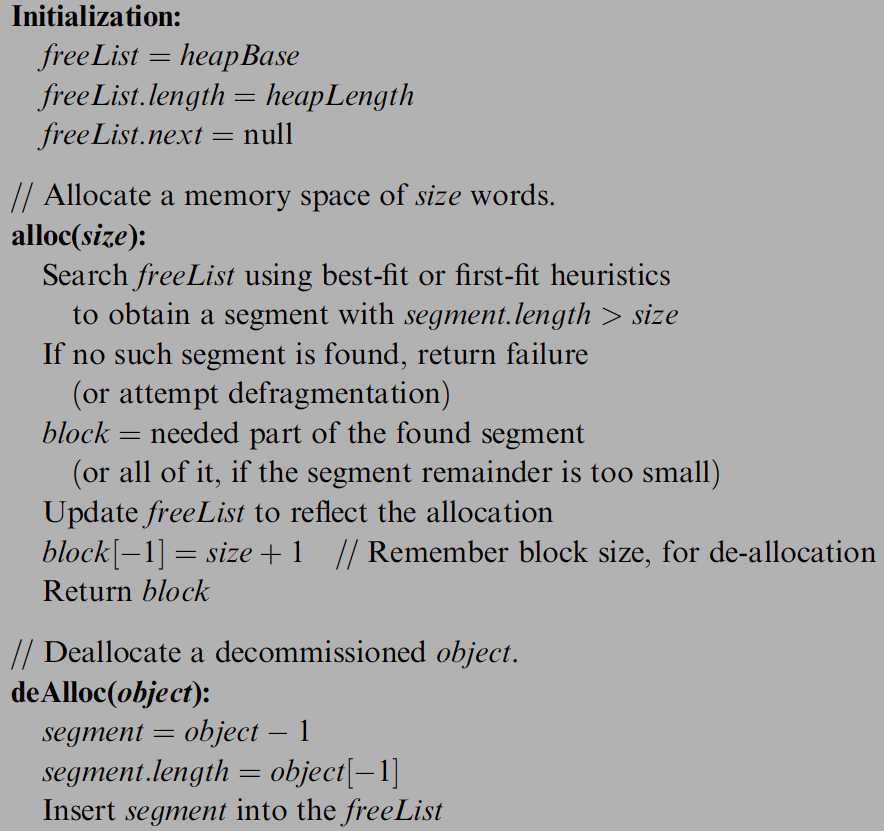 Initialization:
freeList = heapBase
freeList.length = heapLength
freeList.next = null
// Allocate a memory space of size words.
alloc(size):
Search freeList using best-fit or first-fit heuristics
to obtain a segment with segment.length > size
If no such segment is found, return failure
(or attempt defragmentation)
block = needed part of the found segment
(or all of it, if the segment remainder is too small)
Update freeList to reflect the allocation
block[−1] = size + 1 // Remember block size, for de-allocation
Return block
// Deallocate a decommissioned object.
deAlloc(object):
segment = object − 1
segment.length = object[−1]
Insert segment into the freeList